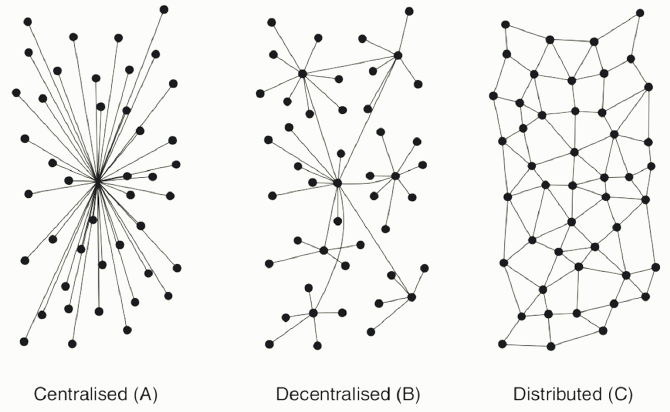 Centralised (A)
Decentralised (B)
Distributed (C)